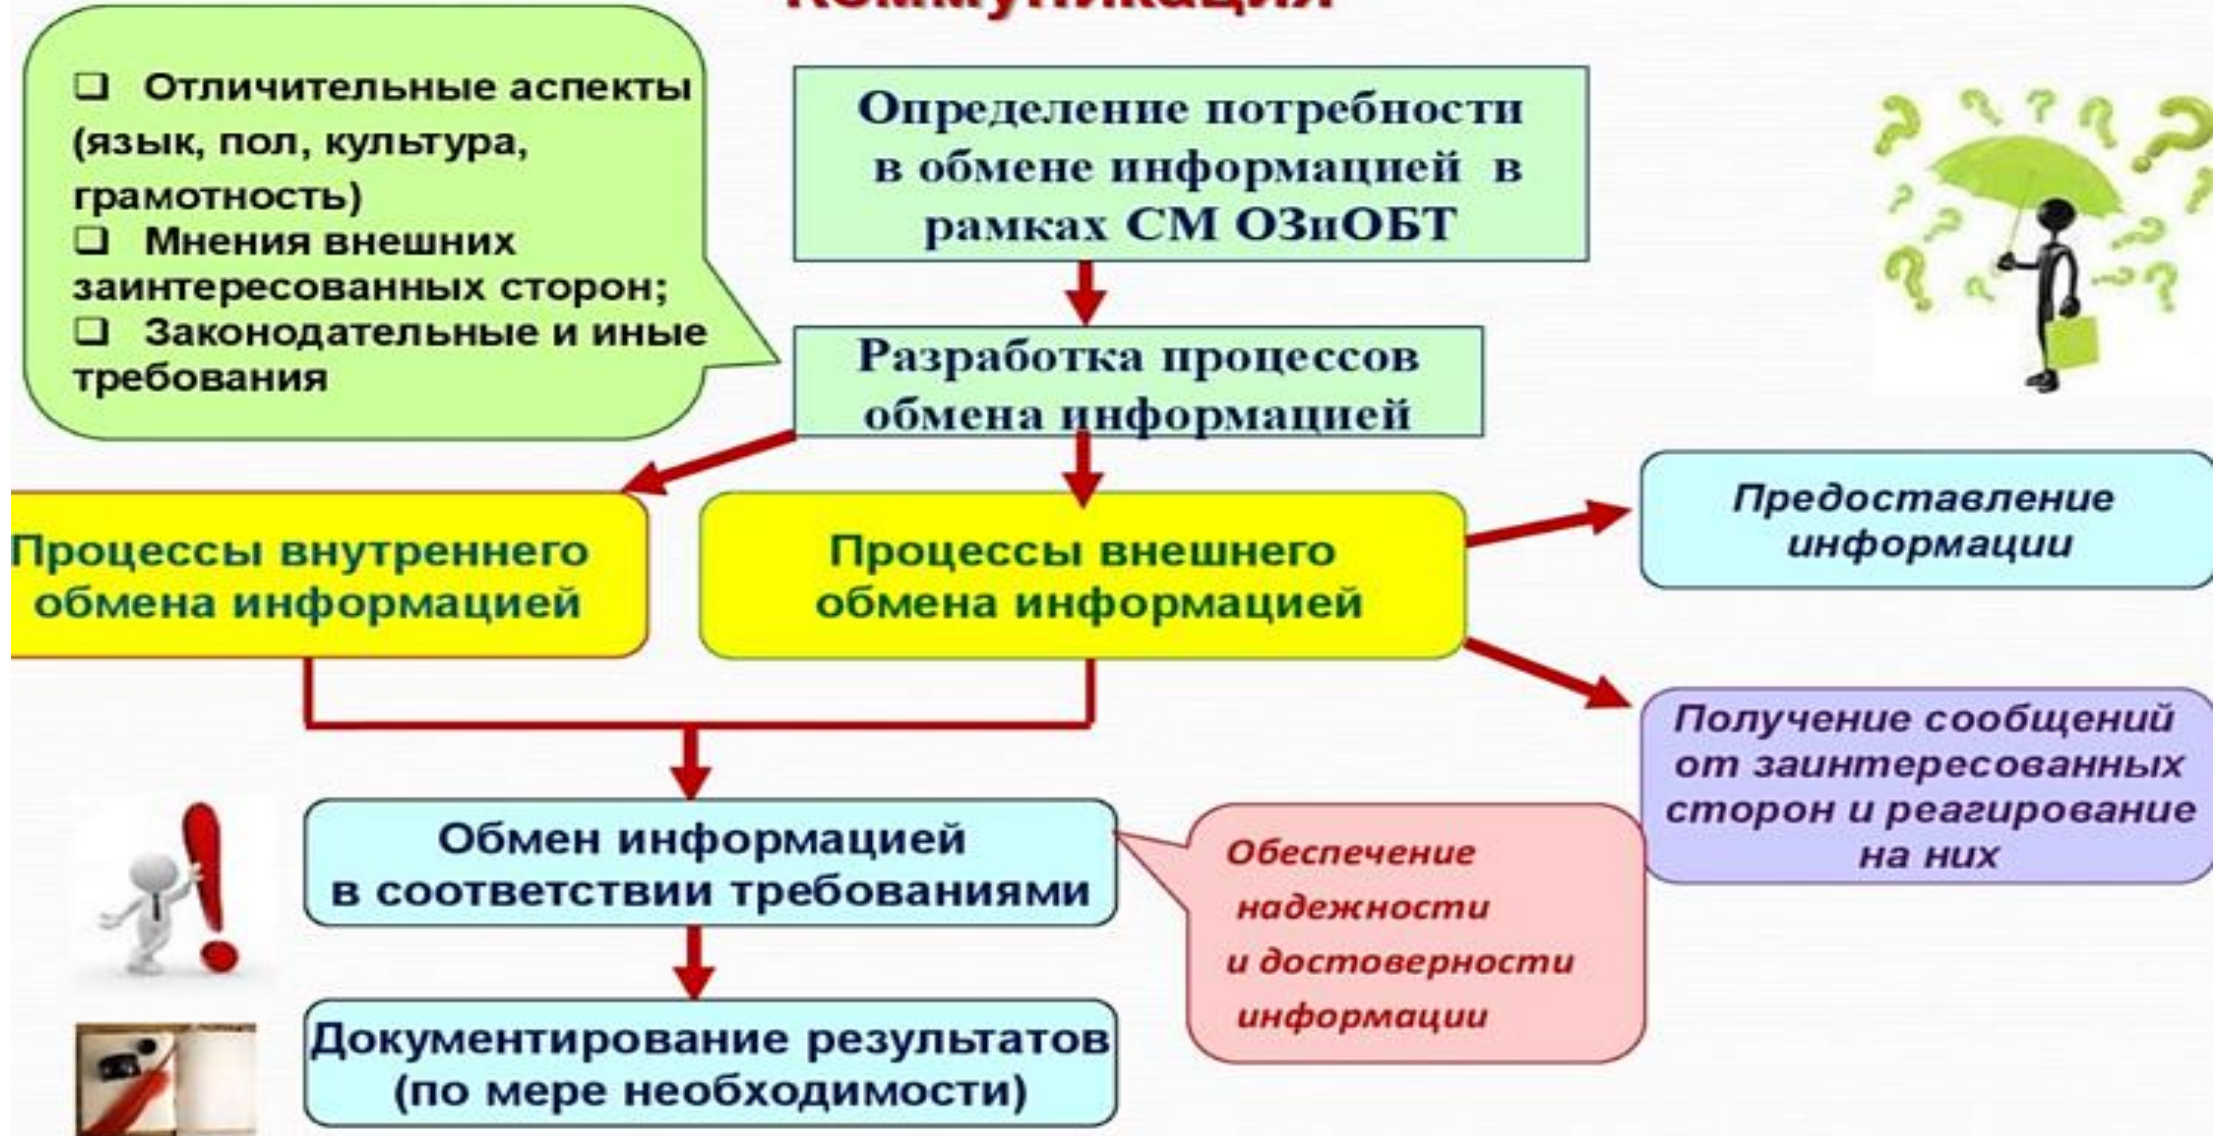 Коммуникация
❑ Отличительные аспекты
(язык, пол, культура,
грамотность)
❑ Мнения внешних
заинтересованных сторон;
❑ Законодательные и иные
требования
Определение потребности
в обмене информацией в
рамках СМ ОЗиОБТ
Разработка процессов
обмена информацией
Процессы внутреннего
обмена информацией
Процессы внешнего
обмена информацией
Предоставление
информации
Получение сообщений
от заинтересованных
сторон и реагирование
на них
Обмен информацией
в соответствии требованиями
Обеспечение
надежности
и достоверности
информации
Документирование результатов
(по мере необходимости)